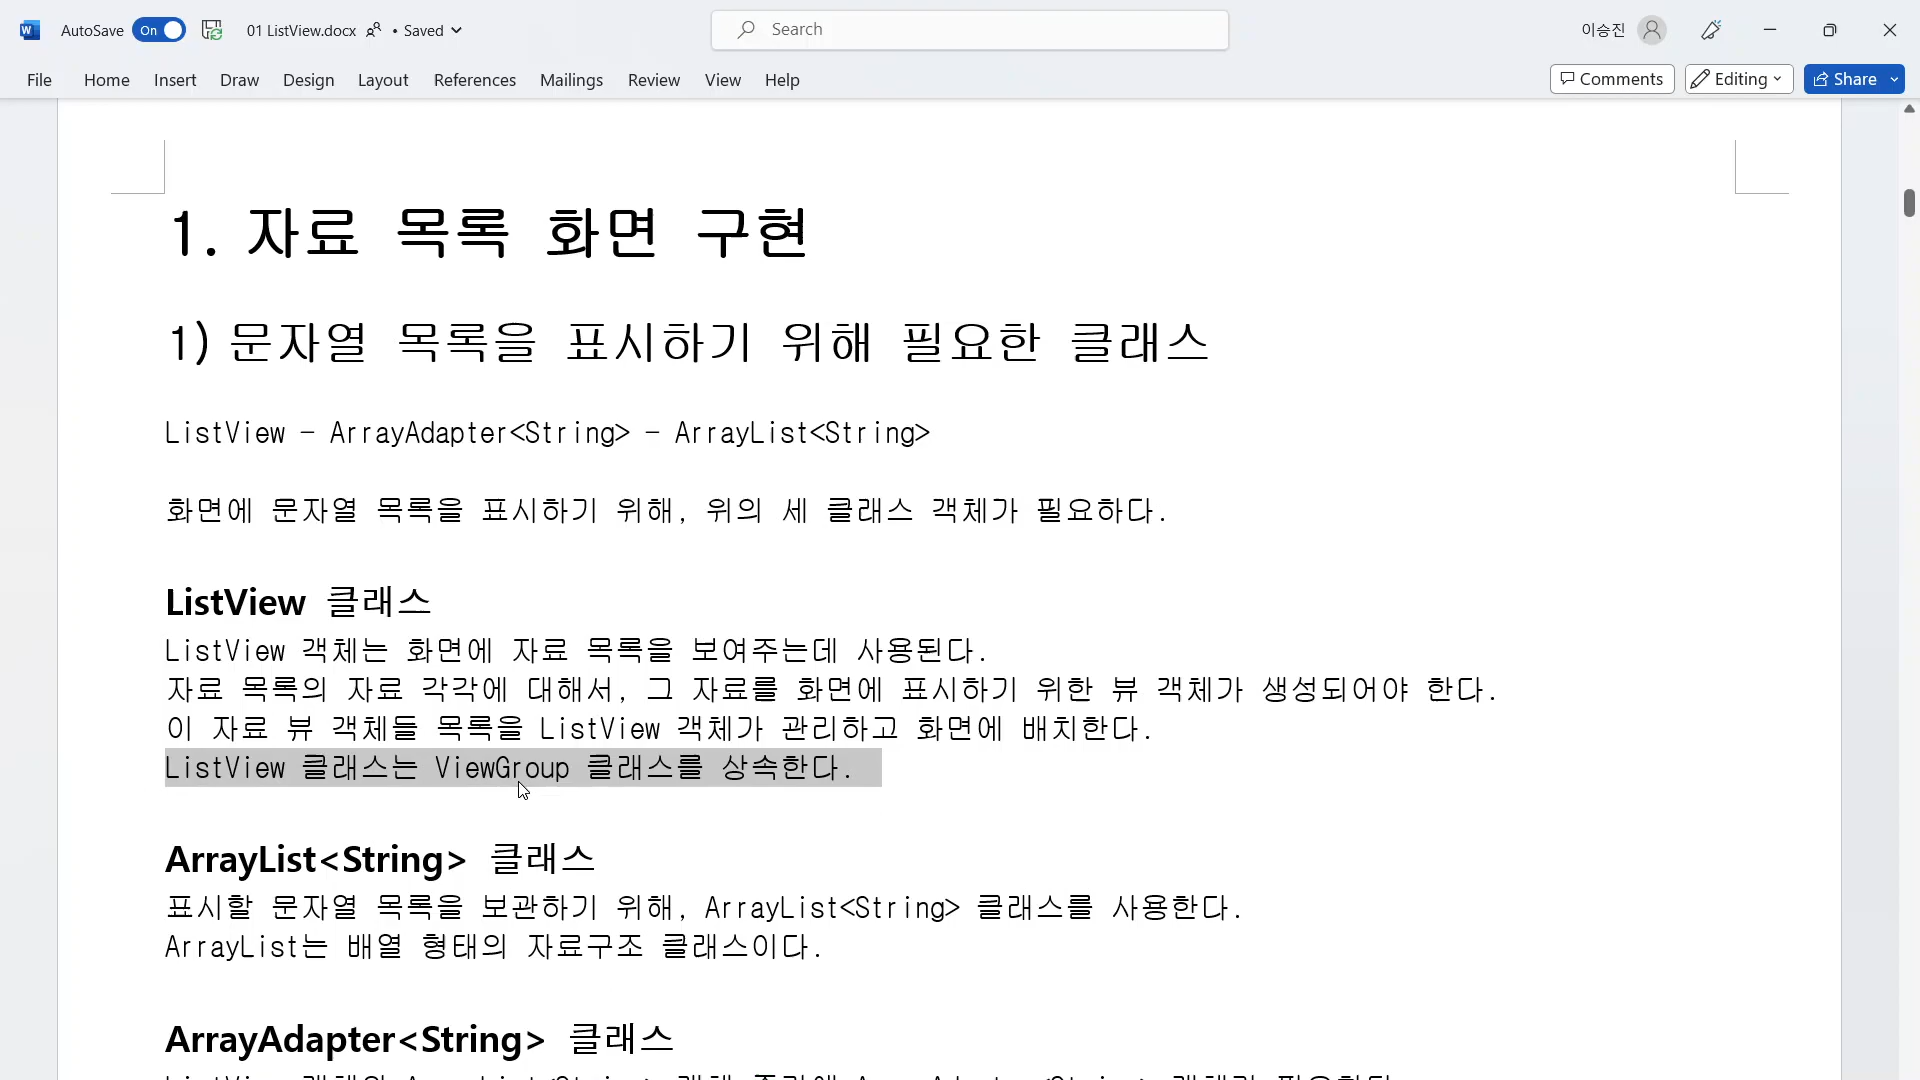 AutoSave On 01 ListView.docx • Saved Search 이승진
File Home Insert Draw Design Layout References Mailings Review View Help Comments Editing Share
1. 자료 목록 화면 구현
1) 문자열 목록을 표시하기 위해 필요한 클래스
ListView - ArrayAdapter<String> - ArrayList<String>
화면에 문자열 목록을 표시하기 위해, 위의 세 클래스 객체가 필요하다.
ListView 클래스
ListView 객체는 화면에 자료 목록을 보여주는데 사용된다.
자료 목록의 자료 각각에 대해서, 그 자료를 화면에 표시하기 위한 뷰 객체가 생성되어야 한다.
이 자료 뷰 객체들 목록을 ListView 객체가 관리하고 화면에 배치한다.
ListView 클래스는 ViewGroup 클래스를 상속한다.
ArrayList<String> 클래스
표시할 문자열 목록을 보관하기 위해, ArrayList<String> 클래스를 사용한다.
ArrayList는 배열 형태의 자료구조 클래스이다.
ArrayAdapter<String> 클래스